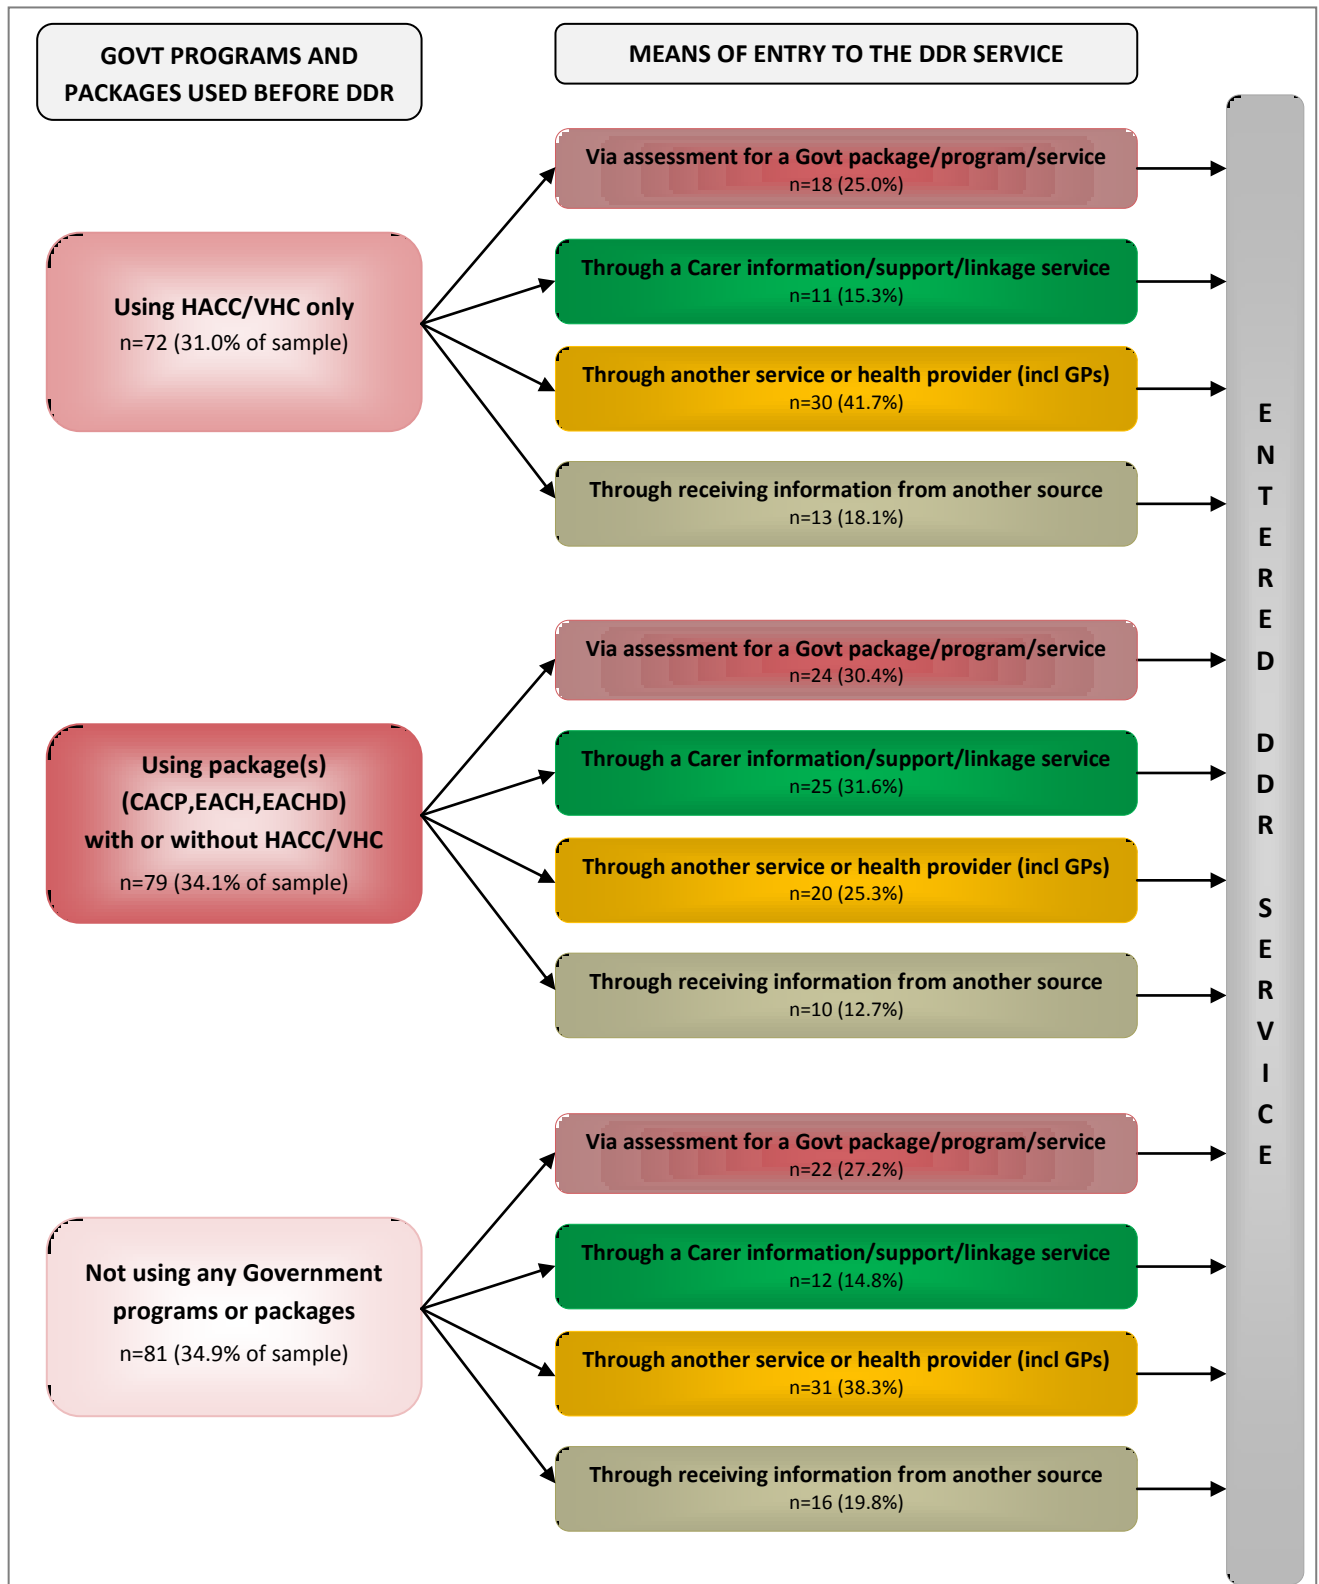 GOVT PROGRAMS AND
PACKAGES USED BEFORE DDR
MEANS OF ENTRY TO THE DDR SERVICE
Using HACC/VHC only
n=72 (31.0% of sample)
Via assessment for a Govt package/program/service
n=18 (25.0%)
Through a Carer information/support/linkage service
n=11 (15.3%)
Through another service or health provider (incl GPs)
n=30 (41.7%)
Through receiving information from another source
n=13 (18.1%)
Using package(s)
(CACP,EACH,EACHD)
with or without HACC/VHC
n=79 (34.1% of sample)
Via assessment for a Govt package/program/service
n=24 (30.4%)
Through a Carer information/support/linkage service
n=25 (31.6%)
Through another service or health provider (incl GPs)
n=20 (25.3%)
Through receiving information from another source
n=10 (12.7%)
Not using any Government
programs or packages
n=81 (34.9% of sample)
Via assessment for a Govt package/program/service
n=22 (27.2%)
Through a Carer information/support/linkage service
n=12 (14.8%)
Through another service or health provider (incl GPs)
n=31 (38.3%)
Through receiving information from another source
n=16 (19.8%)
ENTERED DDR SERVICE